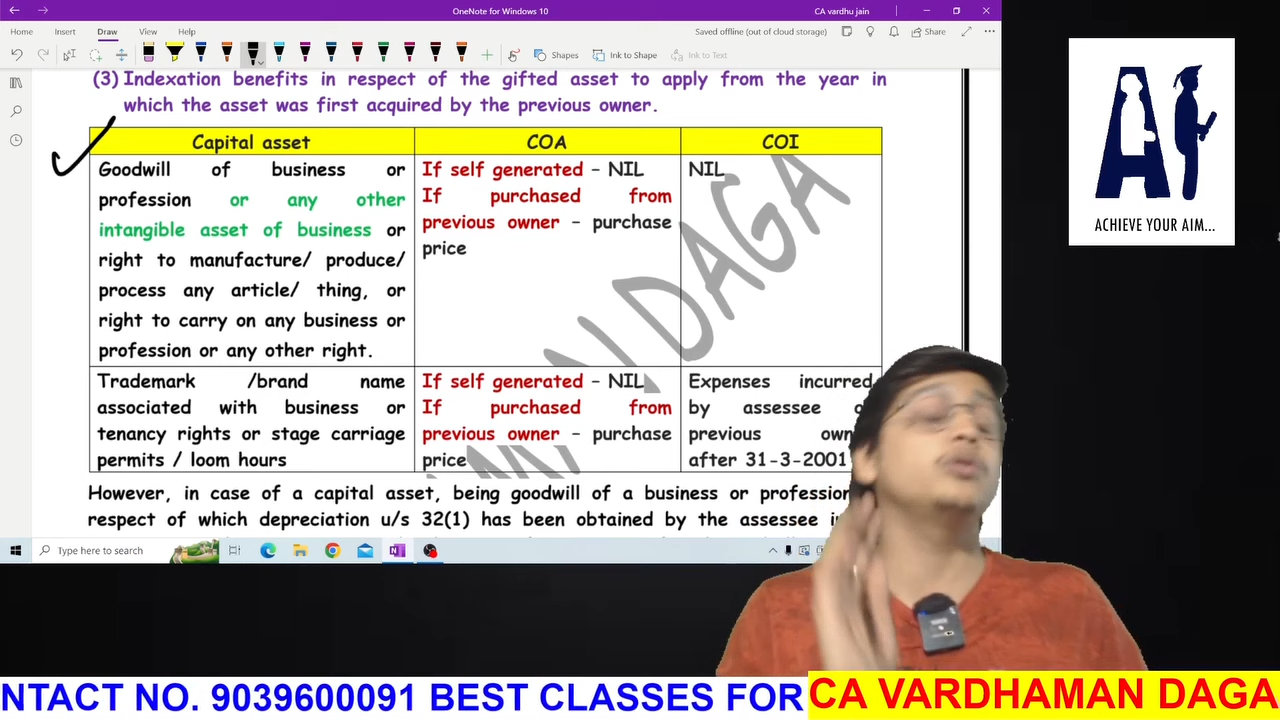 OneNote for Windows 10
CA vardhu jain
Home Insert Draw View Help
Saved offline (out of cloud storage)
Share
Shapes
Ink to Shape
Ink to Text
(3) Indexation benefits in respect of the gifted asset to apply from the year in
which the asset was first acquired by the previous owner.
Capital asset COA COI
Goodwill of business or
profession or any other
intangible asset of business or
right to manufacture/ produce/
process any article/ thing, or
right to carry on any business or
profession or any other right.
If self generated – NIL
If purchased from
previous owner – purchase
price
NIL
Trademark /brand name
associated with business or
tenancy rights or stage carriage
permits / loom hours
If self generated – NIL
If purchased from
previous owner – purchase
price
Expenses incurred
by assessee
previous
after 31-3-2001
However, in case of a capital asset, being goodwill of a business or profession
respect of which depreciation u/s 32(1) has been obtained by the assessee
DAGA
Type here to search
A
ACHIEVE YOUR AIM...
NTACT NO. 9039600091 BEST CLASSES FOR
CA VARDHAMAN DAGA